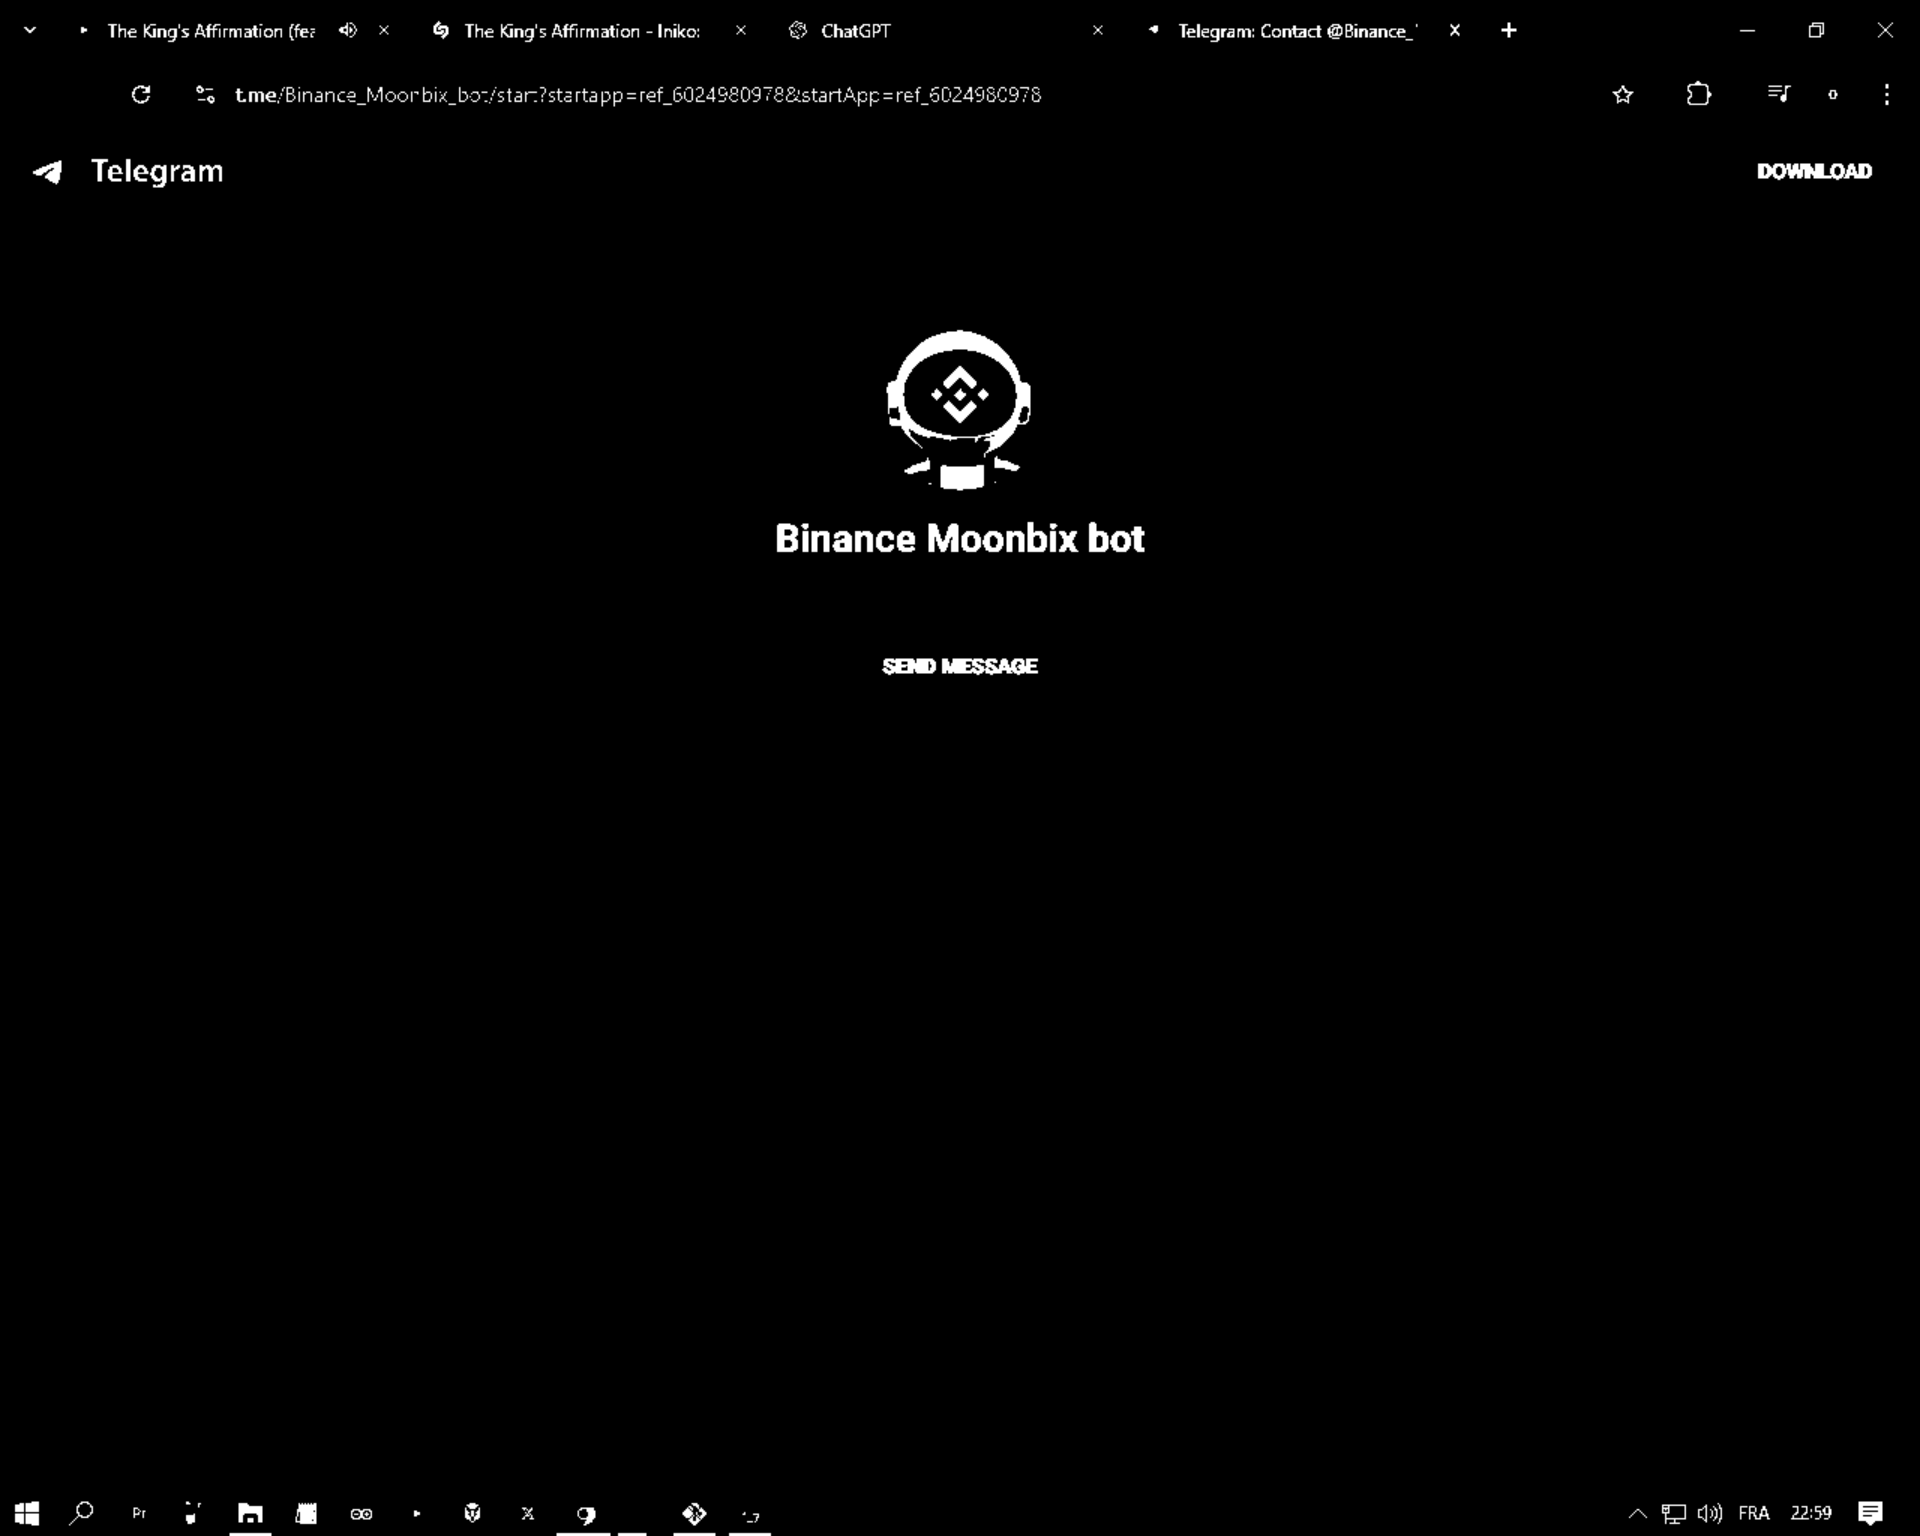 The King's Affirmation (fea
The King's Affirmation - Iniko:
ChatGPT
Telegram: Contact @Binance_
t.me/Binance_Moonbix_bot/start?startapp=ref_6024980978&startApp=ref_6024980978
Telegram
DOWNLOAD
Binance Moonbix bot
SEND MESSAGE
Pr
FRA
22:59